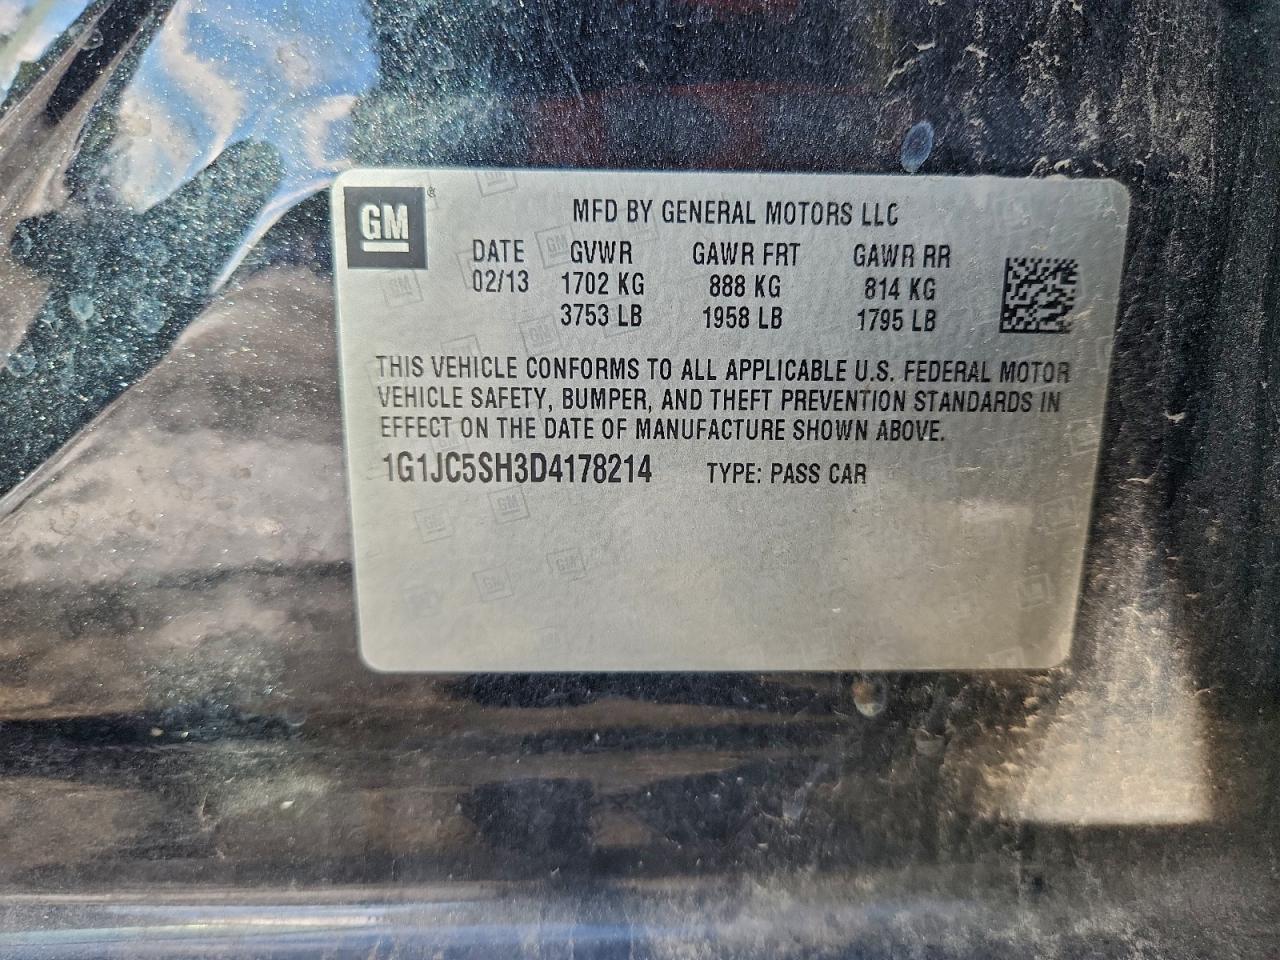 GM
MFD BY GENERAL MOTORS LLC
DATE GVWR GAWR FRT GAWR RR
02/13 1702 KG 888 KG 814 KG
3753 LB 1958 LB 1795 LB
THIS VEHICLE CONFORMS TO ALL APPLICABLE U.S. FEDERAL MOTOR
VEHICLE SAFETY, BUMPER, AND THEFT PREVENTION STANDARDS IN
EFFECT ON THE DATE OF MANUFACTURE SHOWN ABOVE.
1G1JC5SH3D4178214 TYPE: PASS CAR